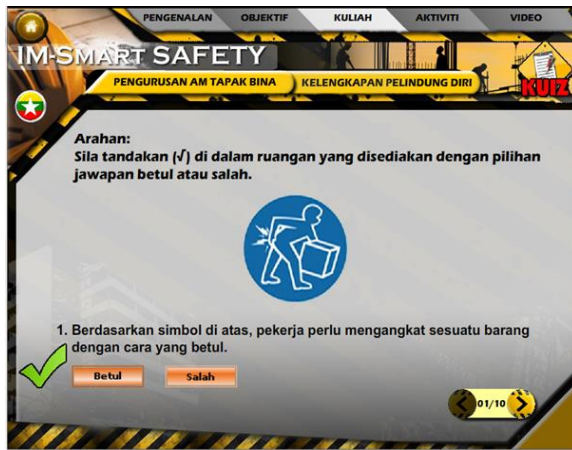 PENGENALAN OBJEKTIF KULIAH AKTIVITI VIDEO
IM-SMART SAFETY
PENGURUSAN AM TAPAK BINA KELENGKAPAN PELINDUNG DIRI
KUIZ
Arahan:
Sila tandakan (√) di dalam ruangan yang disediakan dengan pilihan
jawapan betul atau salah.
1. Berdasarkan simbol di atas, pekerja perlu mengangkat sesuatu barang
dengan cara yang betul.
Betul Salah
01/10